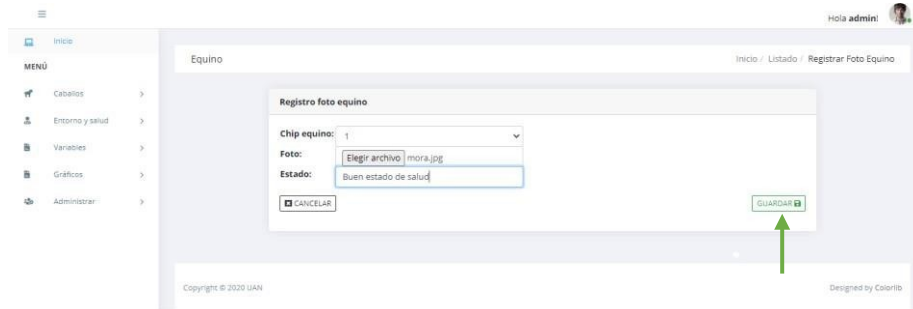 Hola admin!
Inicio
MENÚ
Caballos
Entorno y salud
Variables
Gráficos
Administrar
Equino
Inicio / Listado / Registrar Foto Equino
Registro foto equino
Chip equino: 1
Foto: Elegir archivo mora.jpg
Estado: Buen estado de salud
CANCELAR
GUARDAR
Copyright © 2020 UAN
Designed by Colorlib